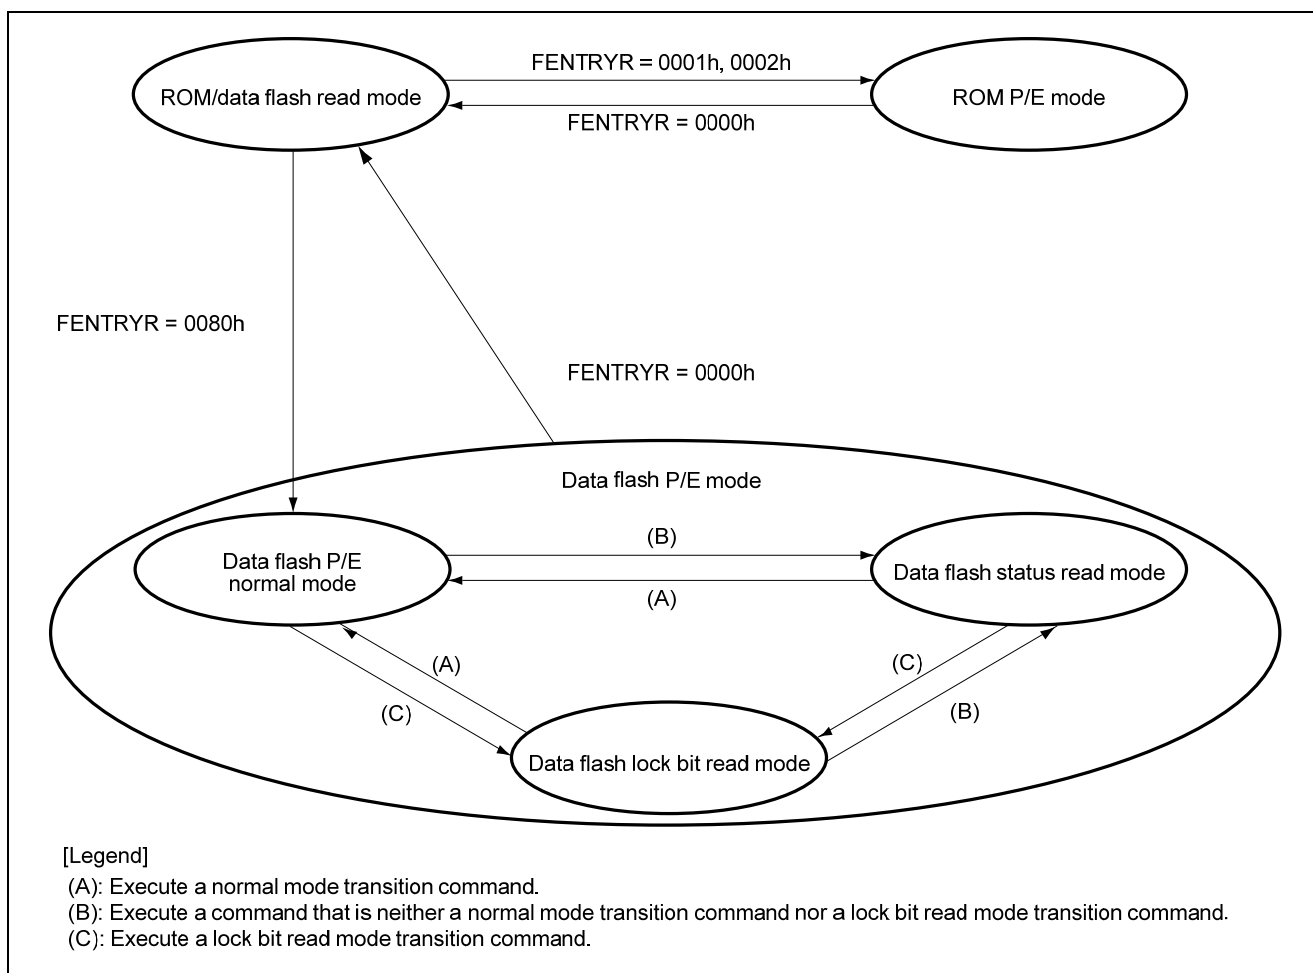 FENTRYR = 0001h, 0002h
ROM/data flash read mode
ROM P/E mode
FENTRYR = 0000h
FENTRYR = 0080h
FENTRYR = 0000h
Data flash P/E mode
Data flash P/E
normal mode
(B)
Data flash status read mode
(A)
(A)
(C)
(C)
(B)
Data flash lock bit read mode
[Legend]
(A): Execute a normal mode transition command.
(B): Execute a command that is neither a normal mode transition command nor a lock bit read mode transition command.
(C): Execute a lock bit read mode transition command.